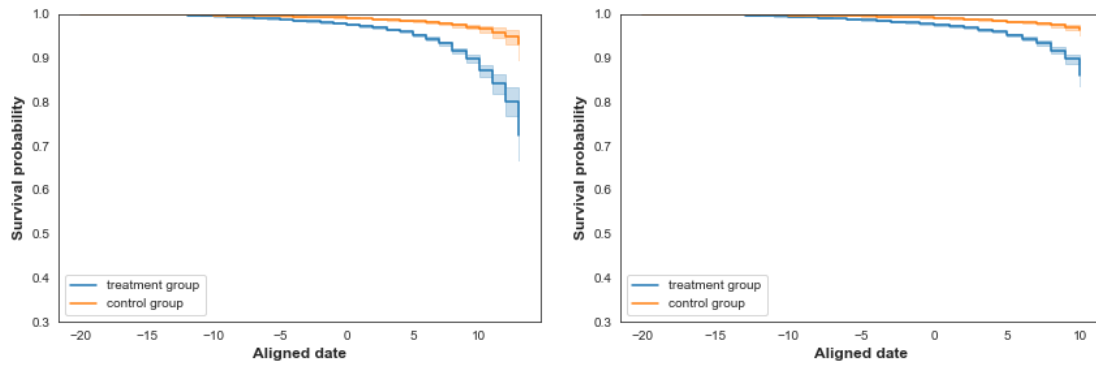 1.0
0.9
0.8
0.7
0.6
0.5
0.4
0.3
Survival probability
treatment group
control group
−20 −15 −10 −5 0 5 10
Aligned date
1.0
0.9
0.8
0.7
0.6
0.5
0.4
0.3
Survival probability
treatment group
control group
−20 −15 −10 −5 0 5 10
Aligned date